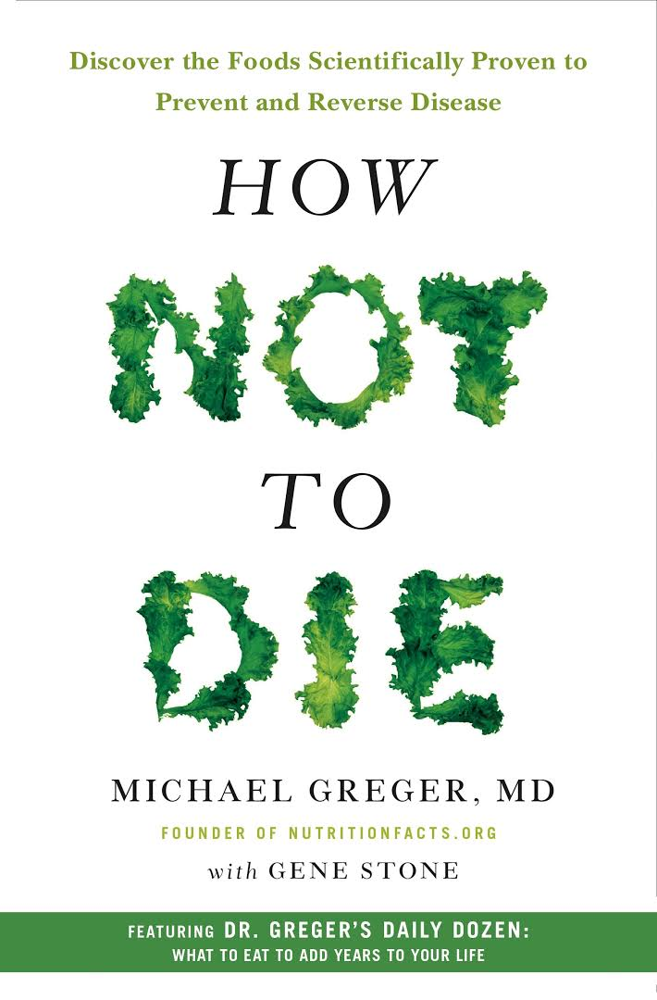 Discover the Foods Scientifically Proven to
Prevent and Reverse Disease
HOW
NOT
TO
DIE
MICHAEL GREGER, MD
FOUNDER OF NUTRITIONFACTS.ORG
with GENE STONE
FEATURING DR. GREGER'S DAILY DOZEN:
WHAT TO EAT TO ADD YEARS TO YOUR LIFE